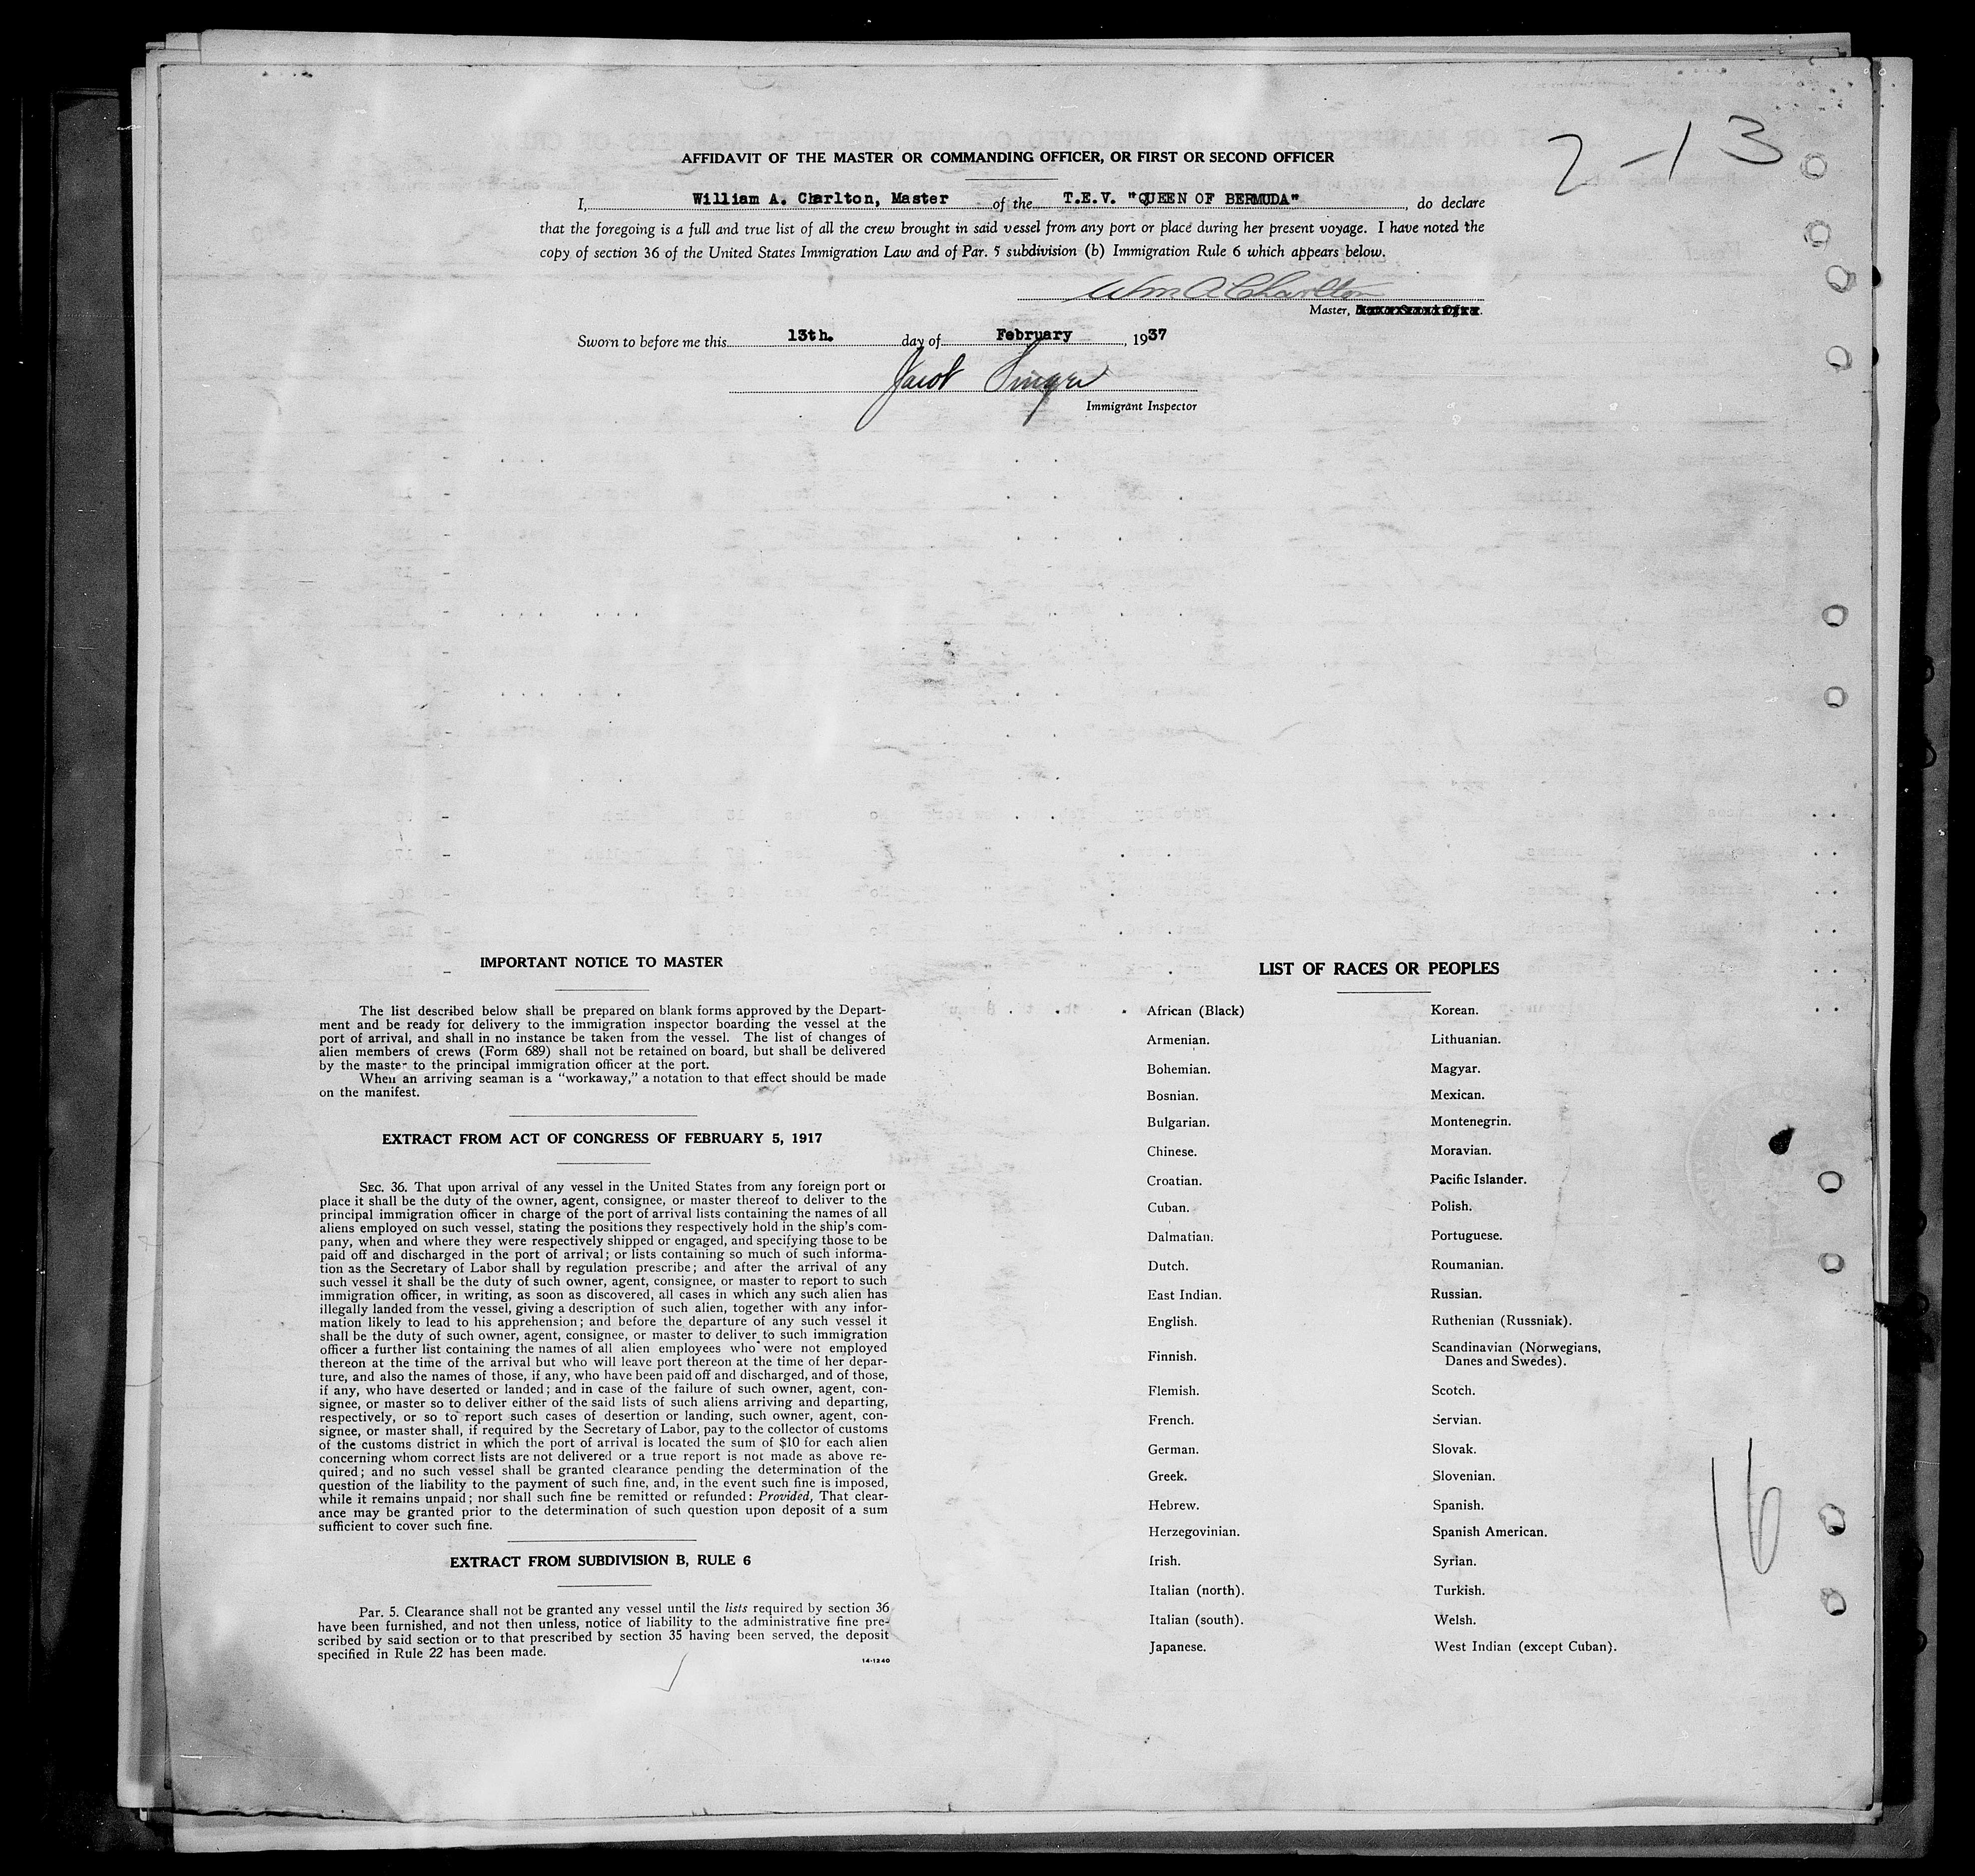 2-13
AFFIDAVIT OF THE MASTER OR COMMANDING OFFICER, OR FIRST OR SECOND OFFICER
I, William A. Charlton, Master of the T.E.V. "QUEEN OF BERMUDA", do declare
that the foregoing is a full and true list of all the crew brought in said vessel from any port or place during her present voyage. I have noted the
copy of section 36 of the United States Immigration Law and of Par. 5 subdivision (b) Immigration Rule 6 which appears below.
Wm A Charlton
Master,
Sworn to before me this 13th. day of February, 1937
Jacob Singer
Immigrant Inspector
IMPORTANT NOTICE TO MASTER
The list described below shall be prepared on blank forms approved by the Depart-
ment and be ready for delivery to the immigration inspector boarding the vessel at the
port of arrival, and shall in no instance be taken from the vessel. The list of changes of
alien members of crews (Form 689) shall not be retained on board, but shall be delivered
by the master to the principal immigration officer at the port.
When an arriving seaman is a "workaway," a notation to that effect should be made
on the manifest.
EXTRACT FROM ACT OF CONGRESS OF FEBRUARY 5, 1917
SEC. 36. That upon arrival of any vessel in the United States from any foreign port or
place it shall be the duty of the owner, agent, consignee, or master thereof to deliver to the
principal immigration officer in charge of the port of arrival lists containing the names of all
aliens employed on such vessel, stating the positions they respectively hold in the ship's com-
pany, when and where they were respectively shipped or engaged, and specifying those to be
paid off and discharged in the port of arrival; or lists containing so much of such informa-
tion as the Secretary of Labor shall by regulation prescribe; and after the arrival of any
such vessel it shall be the duty of such owner, agent, consignee, or master to report to such
immigration officer, in writing, as soon as discovered, all cases in which any such alien has
illegally landed from the vessel, giving a description of such alien, together with any infor-
mation likely to lead to his apprehension; and before the departure of any such vessel it
shall be the duty of such owner, agent, consignee, or master to deliver to such immigration
officer a further list containing the names of all alien employees who were not employed
thereon at the time of the arrival but who will leave port thereon at the time of her depar-
ture, and also the names of those, if any, who have been paid off and discharged, and of those,
if any, who have deserted or landed; and in case of the failure of such owner, agent, con-
signee, or master so to deliver either of the said lists of such aliens arriving and departing,
respectively, or so to report such cases of desertion or landing, such owner, agent, con-
signee, or master shall, if required by the Secretary of Labor, pay to the collector of customs
of the customs district in which the port of arrival is located the sum of $10 for each alien
concerning whom correct lists are not delivered or a true report is not made as above re-
quired; and no such vessel shall be granted clearance pending the determination of the
question of the liability to the payment of such fine, and, in the event such fine is imposed,
while it remains unpaid; nor shall such fine be remitted or refunded: Provided, That clear-
ance may be granted prior to the determination of such question upon deposit of a sum
sufficient to cover such fine.
EXTRACT FROM SUBDIVISION B, RULE 6
Par. 5. Clearance shall not be granted any vessel until the lists required by section 36
have been furnished, and not then unless, notice of liability to the administrative fine pre-
scribed by said section or to that prescribed by section 35 having been served, the deposit
specified in Rule 22 has been made.
14-1240
LIST OF RACES OR PEOPLES
African (Black)
Armenian.
Bohemian.
Bosnian.
Bulgarian.
Chinese.
Croatian.
Cuban.
Dalmatian.
Dutch.
East Indian.
English.
Finnish.
Flemish.
French.
German.
Greek.
Hebrew.
Herzegovinian.
Irish.
Italian (north).
Italian (south).
Japanese.
Korean.
Lithuanian.
Magyar.
Mexican.
Montenegrin.
Moravian.
Pacific Islander.
Polish.
Portuguese.
Roumanian.
Russian.
Ruthenian (Russniak).
Scandinavian (Norwegians,
Danes and Swedes).
Scotch.
Servian.
Slovak.
Slovenian.
Spanish.
Spanish American.
Syrian.
Turkish.
Welsh.
West Indian (except Cuban).
16